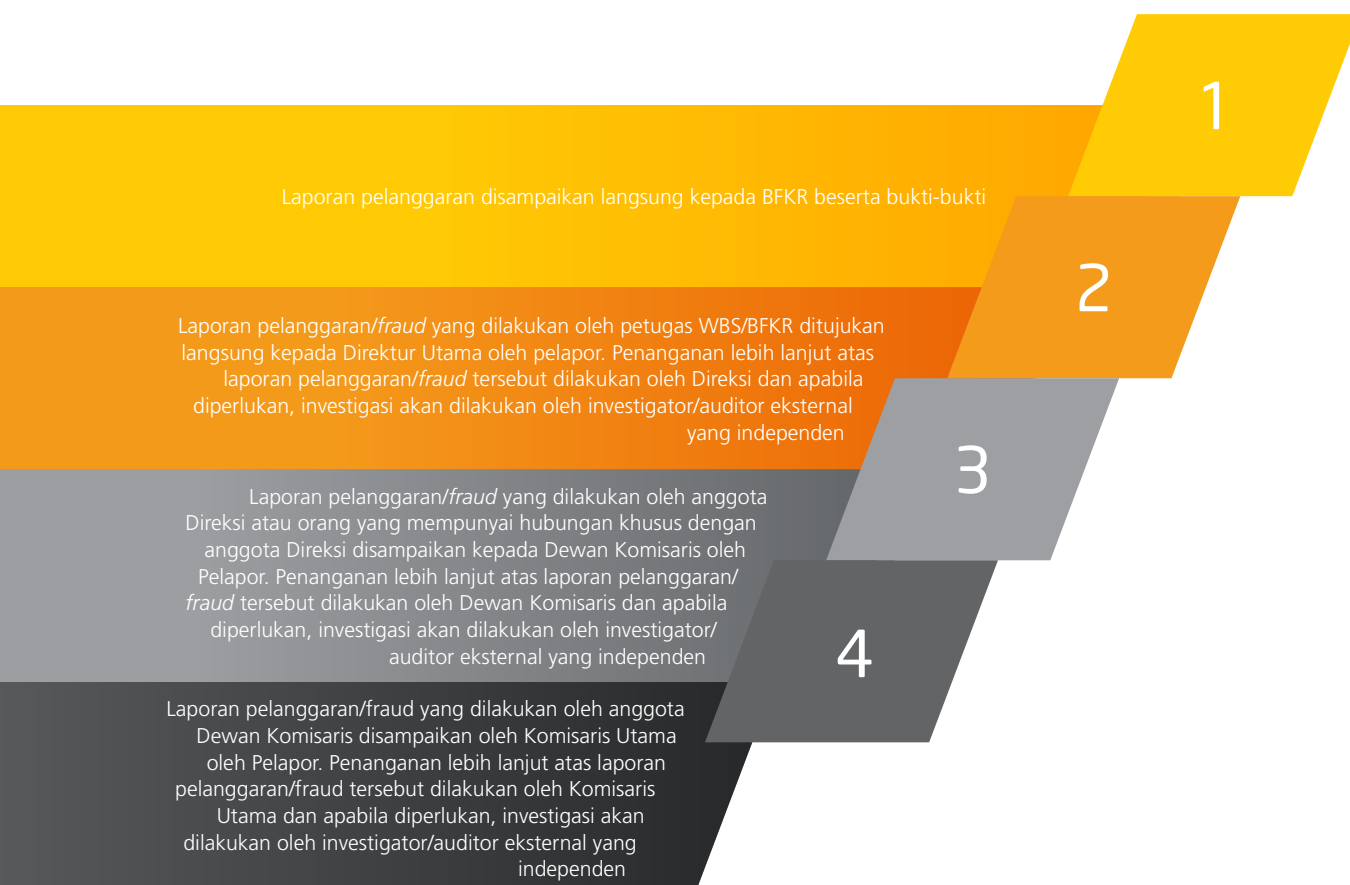 1
Laporan pelanggaran disampaikan langsung kepada BFKR beserta bukti-bukti
2
Laporan pelanggaran/fraud yang dilakukan oleh petugas WBS/BFKR ditujukan
langsung kepada Direktur Utama oleh pelapor. Penanganan lebih lanjut atas
laporan pelanggaran/fraud tersebut dilakukan oleh Direksi dan apabila
diperlukan, investigasi akan dilakukan oleh investigator/auditor eksternal
yang independen
3
Laporan pelanggaran/fraud yang dilakukan oleh anggota
Direksi atau orang yang mempunyai hubungan khusus dengan
anggota Direksi disampaikan kepada Dewan Komisaris oleh
Pelapor. Penanganan lebih lanjut atas laporan pelanggaran/
fraud tersebut dilakukan oleh Dewan Komisaris dan apabila
diperlukan, investigasi akan dilakukan oleh investigator/
auditor eksternal yang independen
4
Laporan pelanggaran/fraud yang dilakukan oleh anggota
Dewan Komisaris disampaikan oleh Komisaris Utama
oleh Pelapor. Penanganan lebih lanjut atas laporan
pelanggaran/fraud tersebut dilakukan oleh Komisaris
Utama dan apabila diperlukan, investigasi akan
dilakukan oleh investigator/auditor eksternal yang
independen